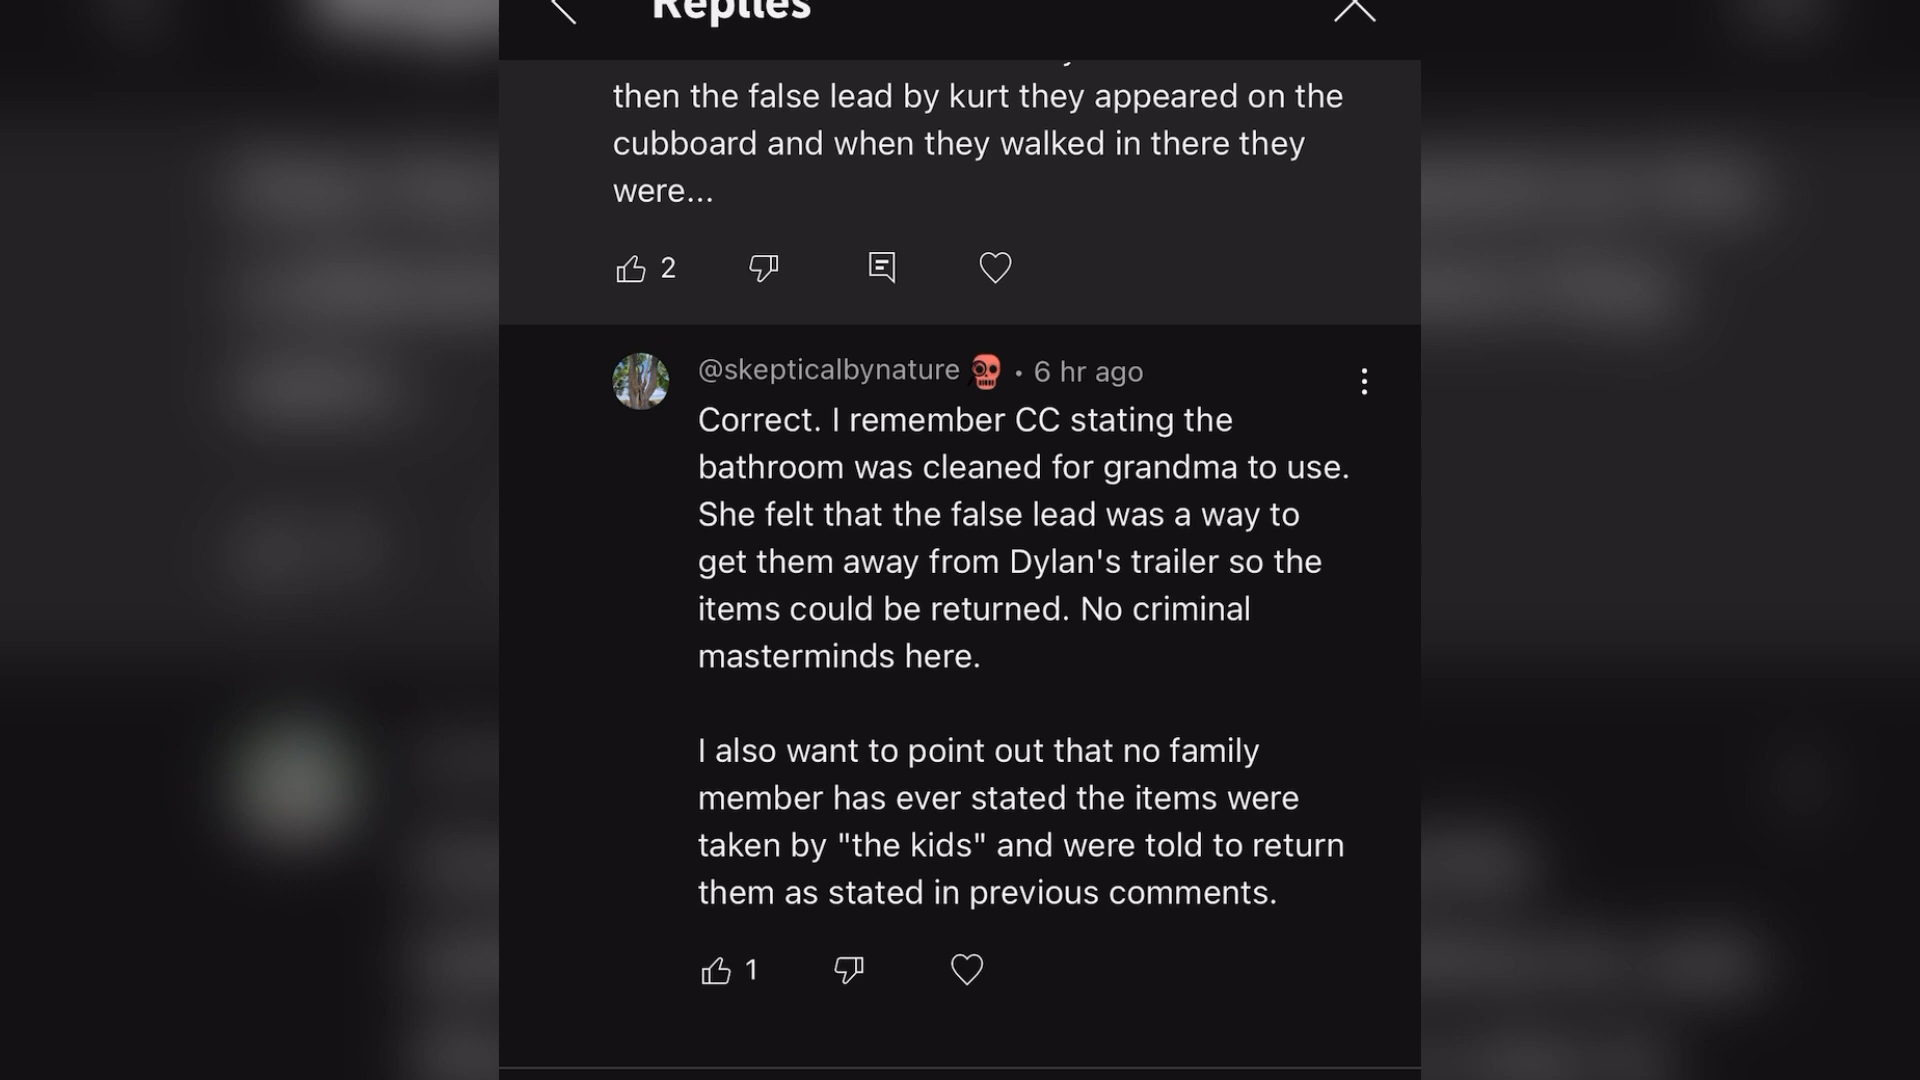 Replies
then the false lead by kurt they appeared on the
cubboard and when they walked in there they
were...
2
@skepticalbynature • 6 hr ago
Correct. I remember CC stating the
bathroom was cleaned for grandma to use.
She felt that the false lead was a way to
get them away from Dylan's trailer so the
items could be returned. No criminal
masterminds here.
I also want to point out that no family
member has ever stated the items were
taken by "the kids" and were told to return
them as stated in previous comments.
1